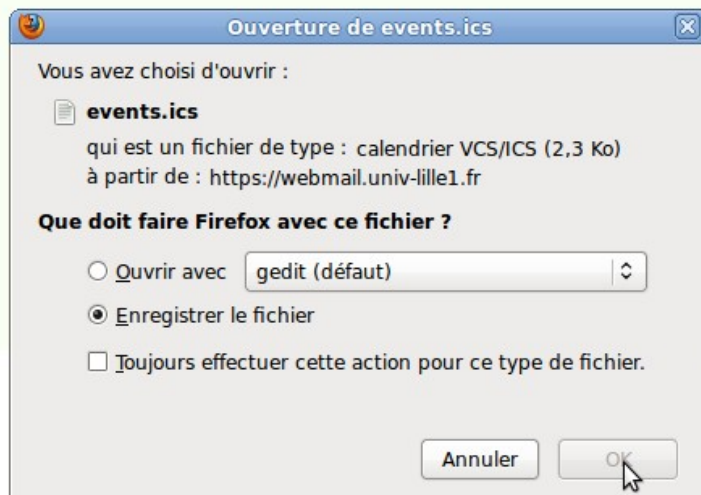 Ouverture de events.ics
Vous avez choisi d'ouvrir :
events.ics
qui est un fichier de type : calendrier VCS/ICS (2,3 Ko)
à partir de : https://webmail.univ-lille1.fr
Que doit faire Firefox avec ce fichier ?
Ouvrir avec gedit (défaut)
Enregistrer le fichier
Toujours effectuer cette action pour ce type de fichier.
Annuler OK